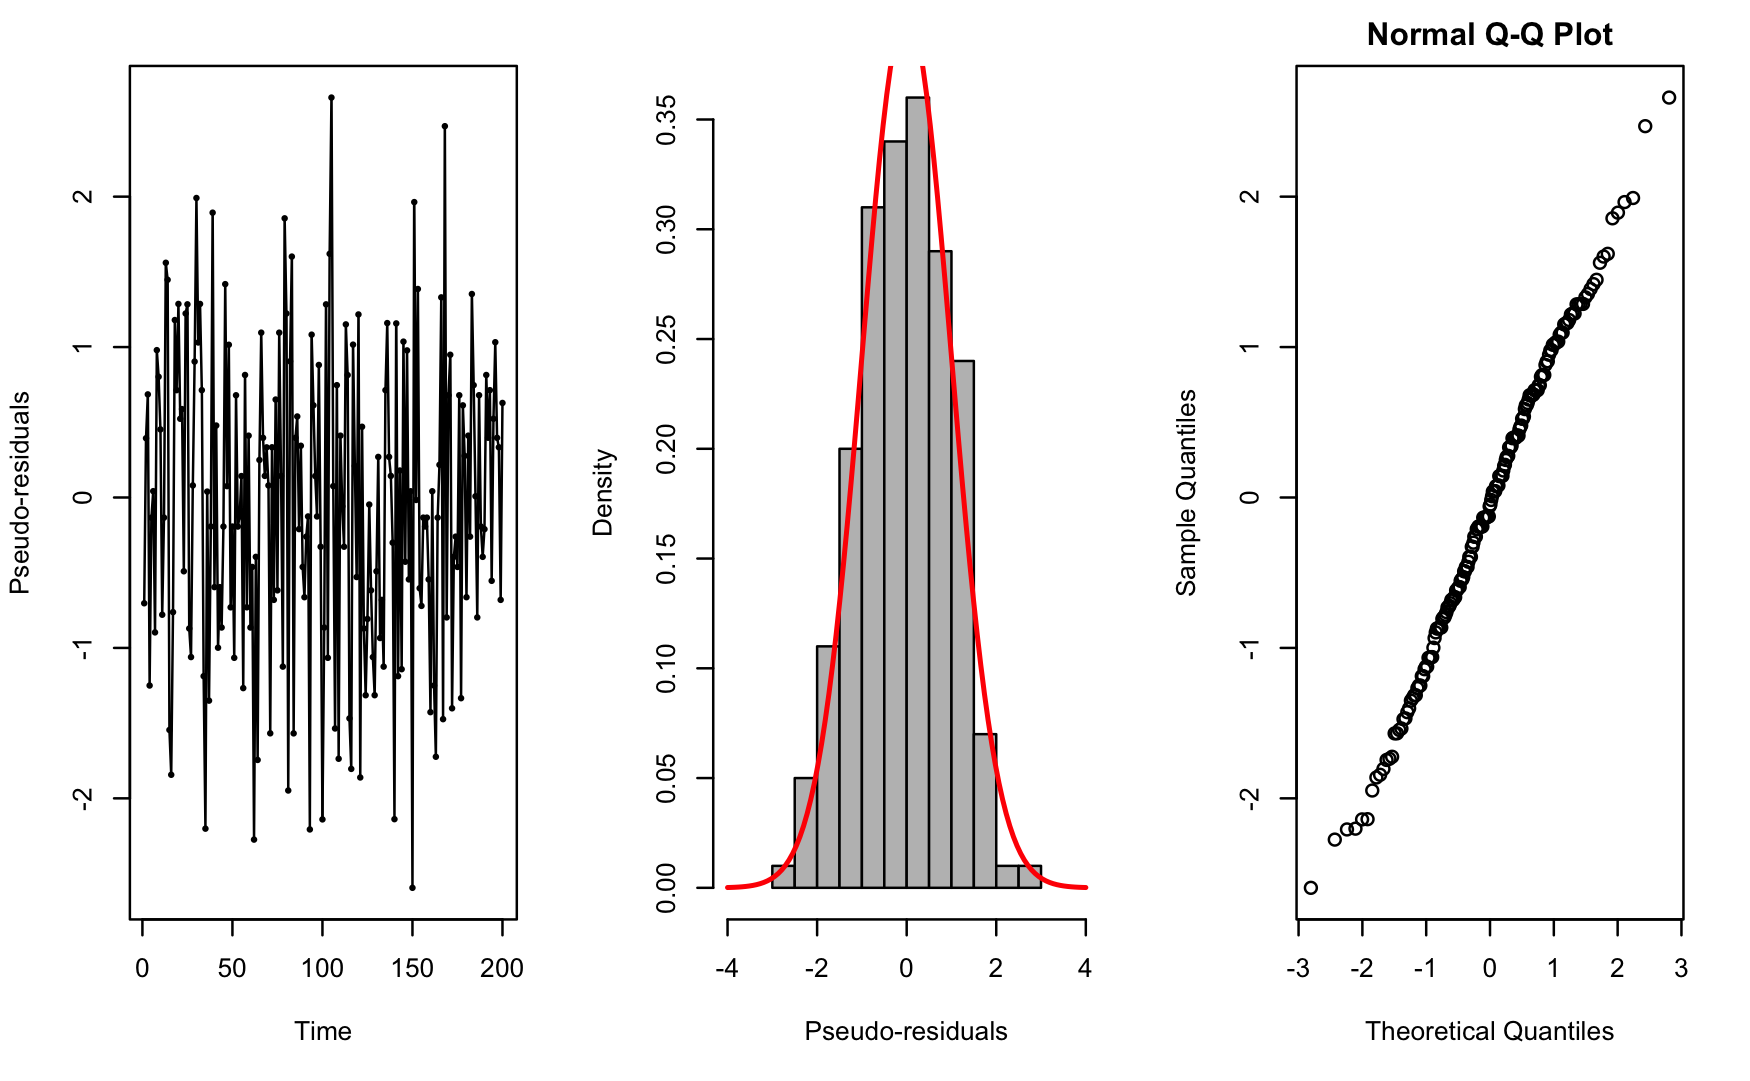 Pseudo-residuals
2
1
0
-1
-2
0 50 100 150 200
Time
Density
0.35
0.30
0.25
0.20
0.15
0.10
0.05
0.00
-4 -2 0 2 4
Pseudo-residuals
Normal Q-Q Plot
Sample Quantiles
2
1
0
-1
-2
-3 -2 -1 0 1 2 3
Theoretical Quantiles